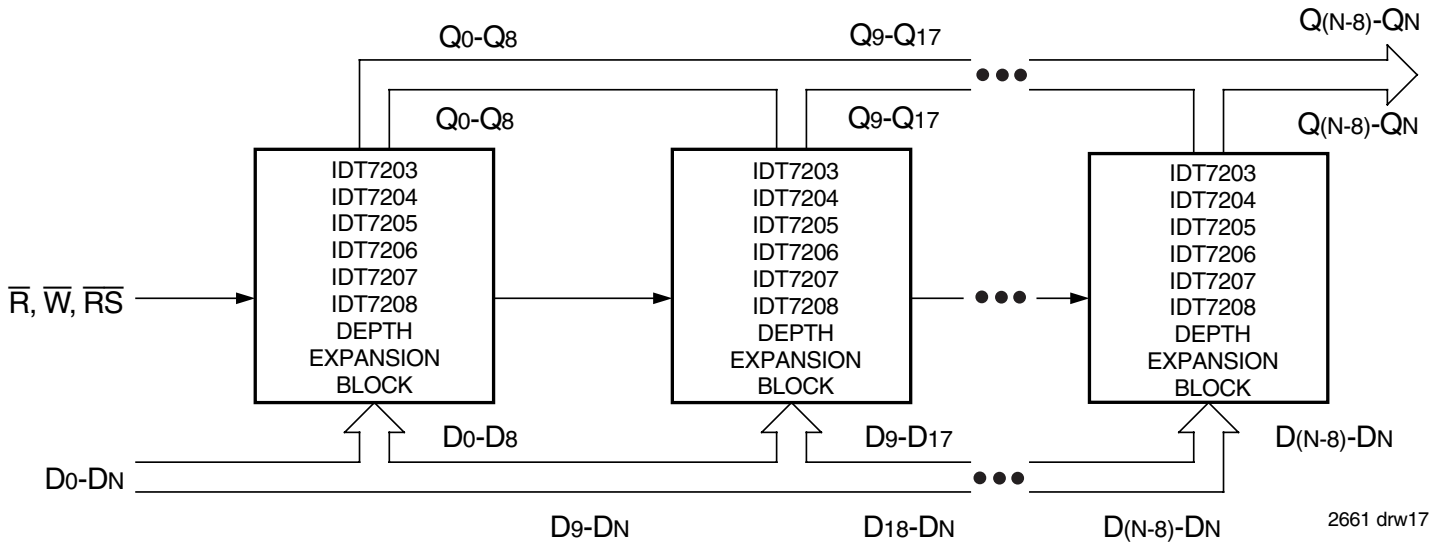 Q0-Q8
Q9-Q17
Q(N-8)-QN
Q0-Q8
Q9-Q17
Q(N-8)-QN
IDT7203
IDT7204
IDT7205
IDT7206
IDT7207
IDT7208
DEPTH
EXPANSION
BLOCK
IDT7203
IDT7204
IDT7205
IDT7206
IDT7207
IDT7208
DEPTH
EXPANSION
BLOCK
IDT7203
IDT7204
IDT7205
IDT7206
IDT7207
IDT7208
DEPTH
EXPANSION
BLOCK
R̅, W̅, R̅S̅
D0-D8
D9-D17
D(N-8)-DN
D0-DN
D9-DN
D18-DN
D(N-8)-DN
2661 drw17